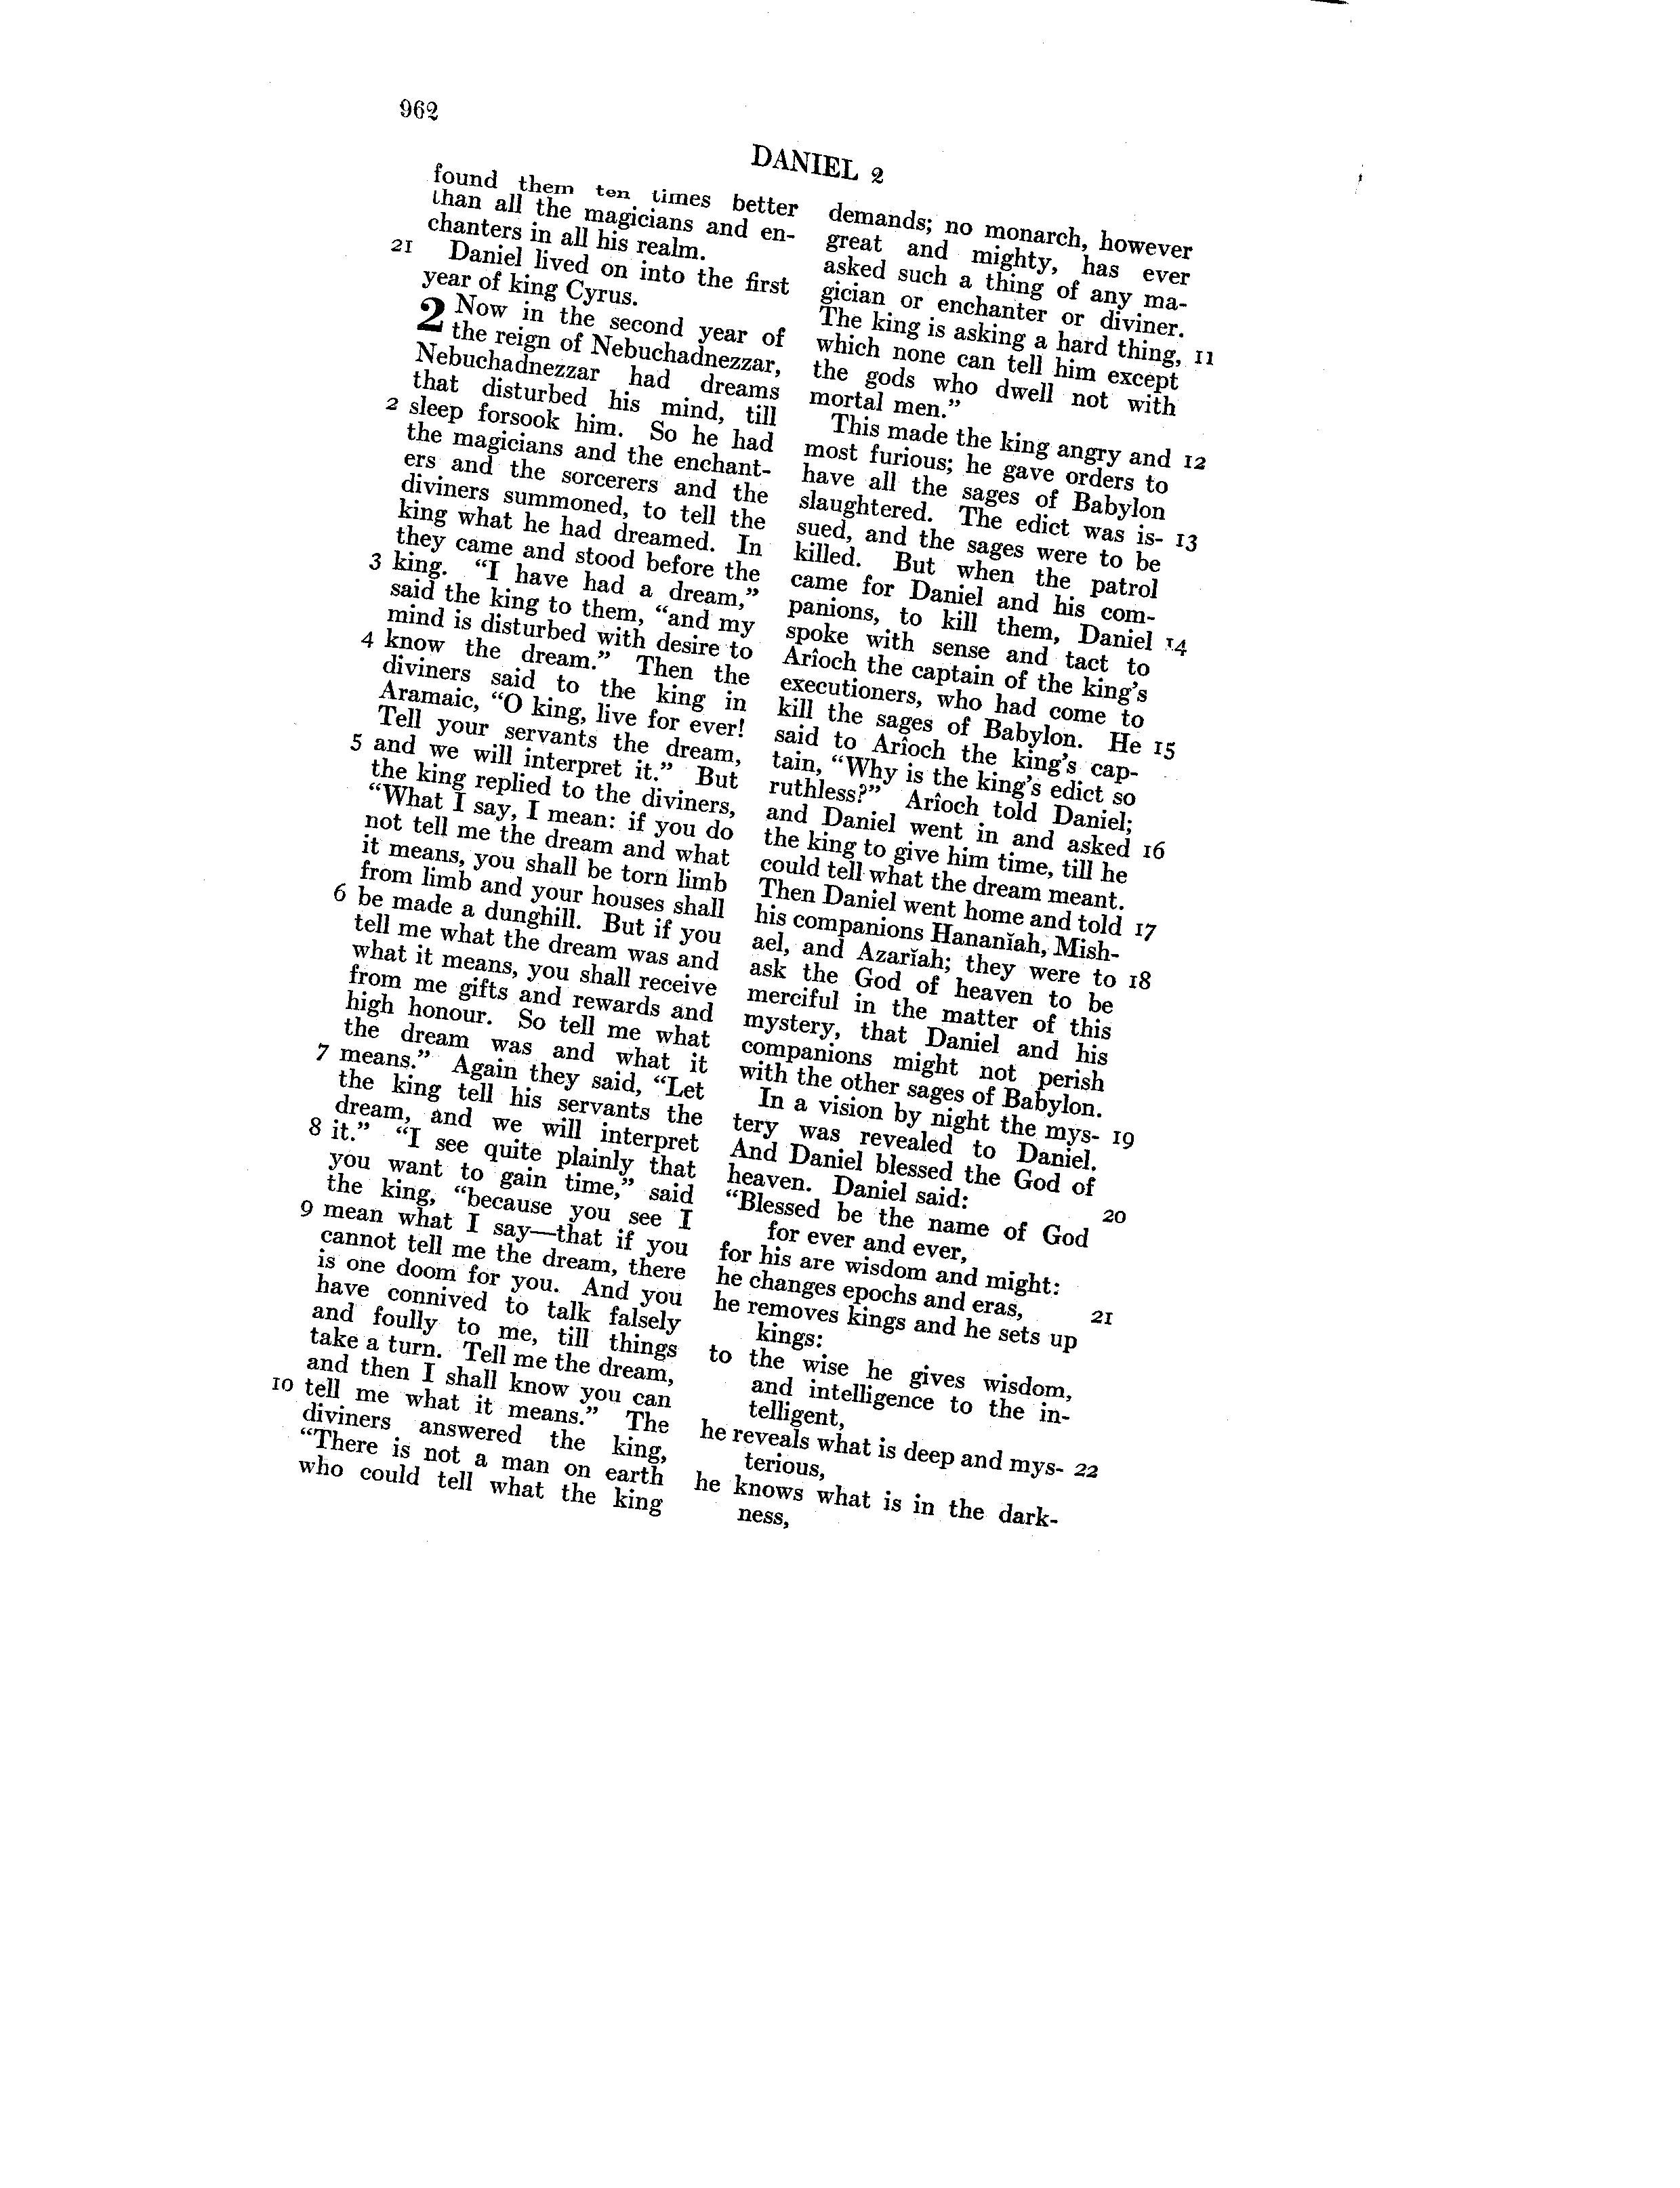 962
DANIEL 2
found them ten times better
than all the magicians and en-
chanters in all his realm.
21 Daniel lived on into the first
year of king Cyrus.
2 Now in the second year of
the reign of Nebuchadnezzar,
Nebuchadnezzar had dreams
that disturbed his mind, till
2 sleep forsook him. So he had
the magicians and the enchant-
ers and the sorcerers and the
diviners summoned, to tell the
king what he had dreamed. In
they came and stood before the
3 king. “I have had a dream,”
said the king to them, “and my
mind is disturbed with desire to
4 know the dream.” Then the
diviners said to the king in
Aramaic, “O king, live for ever!
Tell your servants the dream,
5 and we will interpret it.” But
the king replied to the diviners,
“What I say, I mean: if you do
not tell me the dream and what
it means, you shall be torn limb
from limb and your houses shall
6 be made a dunghill. But if you
tell me what the dream was and
what it means, you shall receive
from me gifts and rewards and
high honour. So tell me what
the dream was and what it
7 means.” Again they said, “Let
the king tell his servants the
dream, and we will interpret
8 it.” “I see quite plainly that
you want to gain time,” said
the king, “because you see I
9 mean what I say—that if you
cannot tell me the dream, there
is one doom for you. And you
have connived to talk falsely
and foully to me, till things
take a turn. Tell me the dream,
and then I shall know you can
10 tell me what it means.” The
diviners answered the king,
“There is not a man on earth
who could tell what the king
demands; no monarch, however
great and mighty, has ever
asked such a thing of any ma-
gician or enchanter or diviner.
The king is asking a hard thing, 11
which none can tell him except
the gods who dwell not with
mortal men.”
This made the king angry and 12
most furious; he gave orders to
have all the sages of Babylon
slaughtered. The edict was is- 13
sued, and the sages were to be
killed. But when the patrol
came for Daniel and his com-
panions, to kill them, Daniel 14
spoke with sense and tact to
Arîoch the captain of the king’s
executioners, who had come to
kill the sages of Babylon. He 15
said to Arîoch the king’s cap-
tain, “Why is the king’s edict so
ruthless?” Arîoch told Daniel;
and Daniel went in and asked 16
the king to give him time, till he
could tell what the dream meant.
Then Daniel went home and told 17
his companions Hananĭah, Mish-
ael, and Azarĭah; they were to 18
ask the God of heaven to be
merciful in the matter of this
mystery, that Daniel and his
companions might not perish
with the other sages of Babylon.
In a vision by night the mys- 19
tery was revealed to Daniel.
And Daniel blessed the God of
heaven. Daniel said: 20
“Blessed be the name of God
for ever and ever,
for his are wisdom and might:
he changes epochs and eras, 21
he removes kings and he sets up
kings:
to the wise he gives wisdom,
and intelligence to the in-
telligent,
he reveals what is deep and mys- 22
terious,
he knows what is in the dark-
ness,